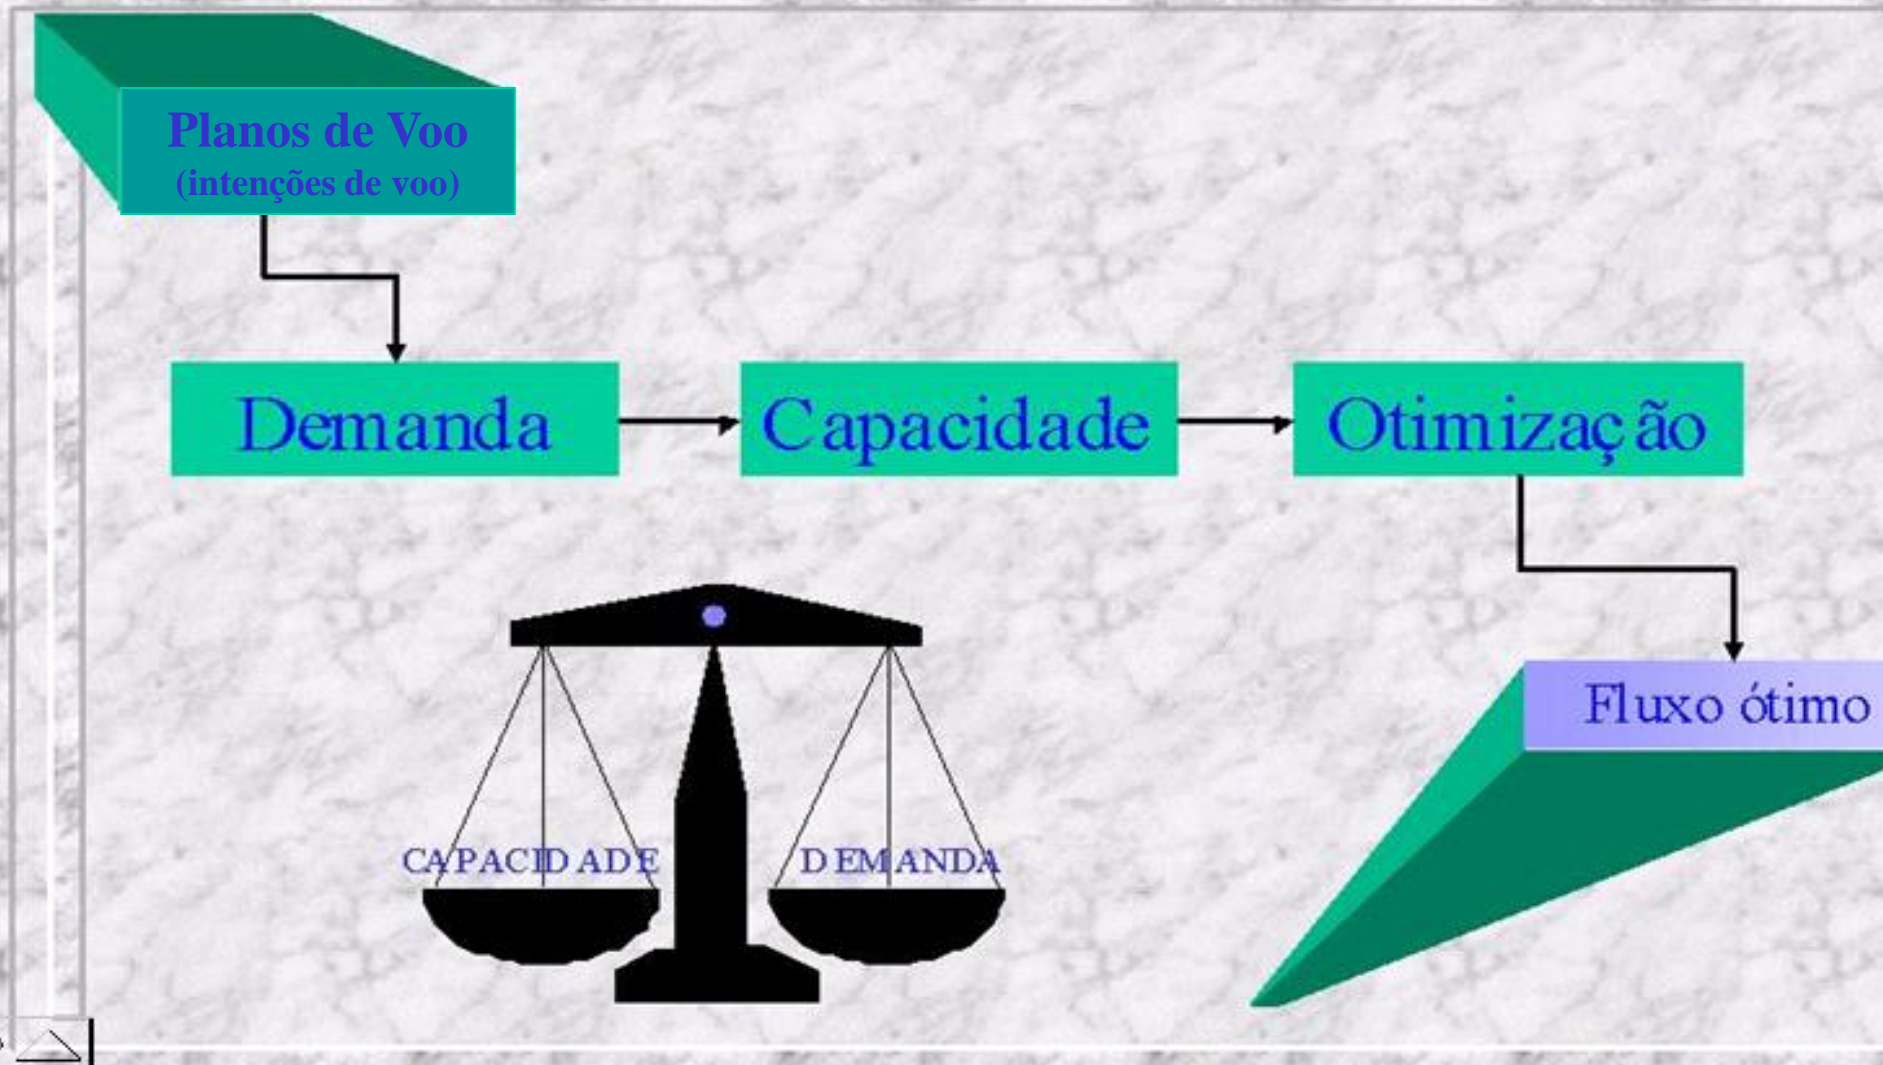 Planos de Voo
(intenções de voo)
Demanda
Capacidade
Otimização
Fluxo ótimo
CAPACIDADE
DEMANDA